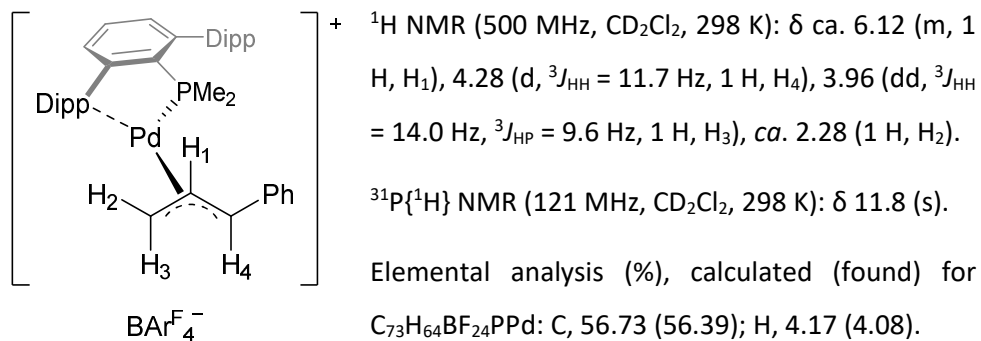 +
Dipp
Dipp
PMe2
Pd
H1
H2
Ph
H3
H4
BArF4−
1H NMR (500 MHz, CD2Cl2, 298 K): δ ca. 6.12 (m, 1
H, H1), 4.28 (d, 3JHH = 11.7 Hz, 1 H, H4), 3.96 (dd, 3JHH
= 14.0 Hz, 3JHP = 9.6 Hz, 1 H, H3), ca. 2.28 (1 H, H2).
31P{1H} NMR (121 MHz, CD2Cl2, 298 K): δ 11.8 (s).
Elemental analysis (%), calculated (found) for
C73H64BF24PPd: C, 56.73 (56.39); H, 4.17 (4.08).